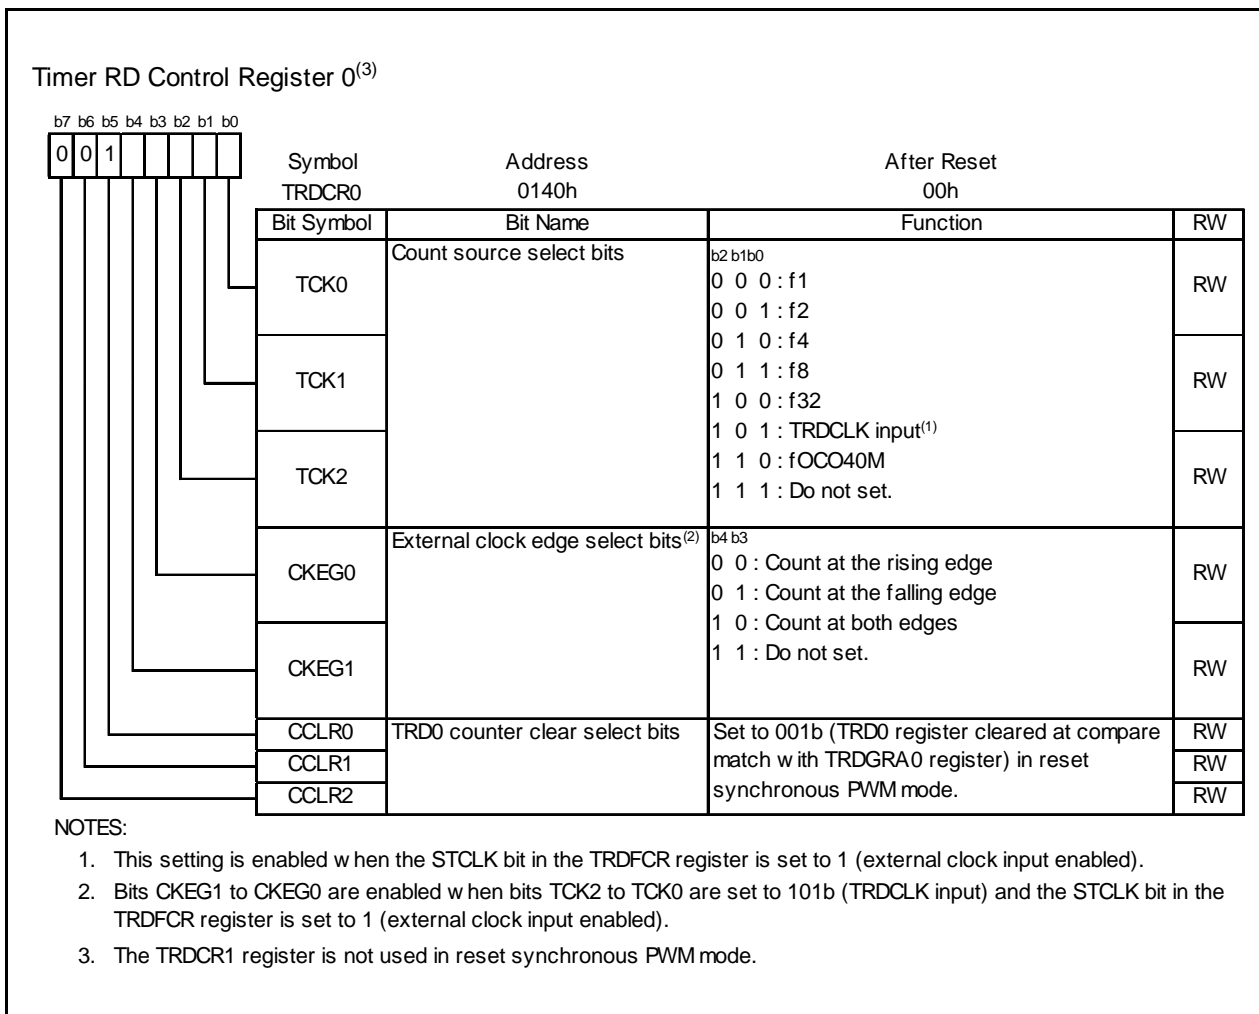 Timer RD Control Register 0(3)
b7 b6 b5 b4 b3 b2 b1 b0
0 0 1
Symbol Address After Reset
TRDCR0 0140h 00h
Bit Symbol Bit Name Function RW
TCK0 Count source select bits b2 b1 b0 RW
0 0 0 : f1
0 0 1 : f2
0 1 0 : f4
TCK1 0 1 1 : f8 RW
1 0 0 : f32
1 0 1 : TRDCLK input(1)
TCK2 1 1 0 : fOCO40M RW
1 1 1 : Do not set.
CKEG0 External clock edge select bits(2) b4 b3 RW
0 0 : Count at the rising edge
0 1 : Count at the falling edge
1 0 : Count at both edges
CKEG1 1 1 : Do not set. RW
CCLR0 TRD0 counter clear select bits Set to 001b (TRD0 register cleared at compare RW
CCLR1 match with TRDGRA0 register) in reset RW
CCLR2 synchronous PWM mode. RW
NOTES:
1. This setting is enabled when the STCLK bit in the TRDFCR register is set to 1 (external clock input enabled).
2. Bits CKEG1 to CKEG0 are enabled when bits TCK2 to TCK0 are set to 101b (TRDCLK input) and the STCLK bit in the
TRDFCR register is set to 1 (external clock input enabled).
3. The TRDCR1 register is not used in reset synchronous PWM mode.